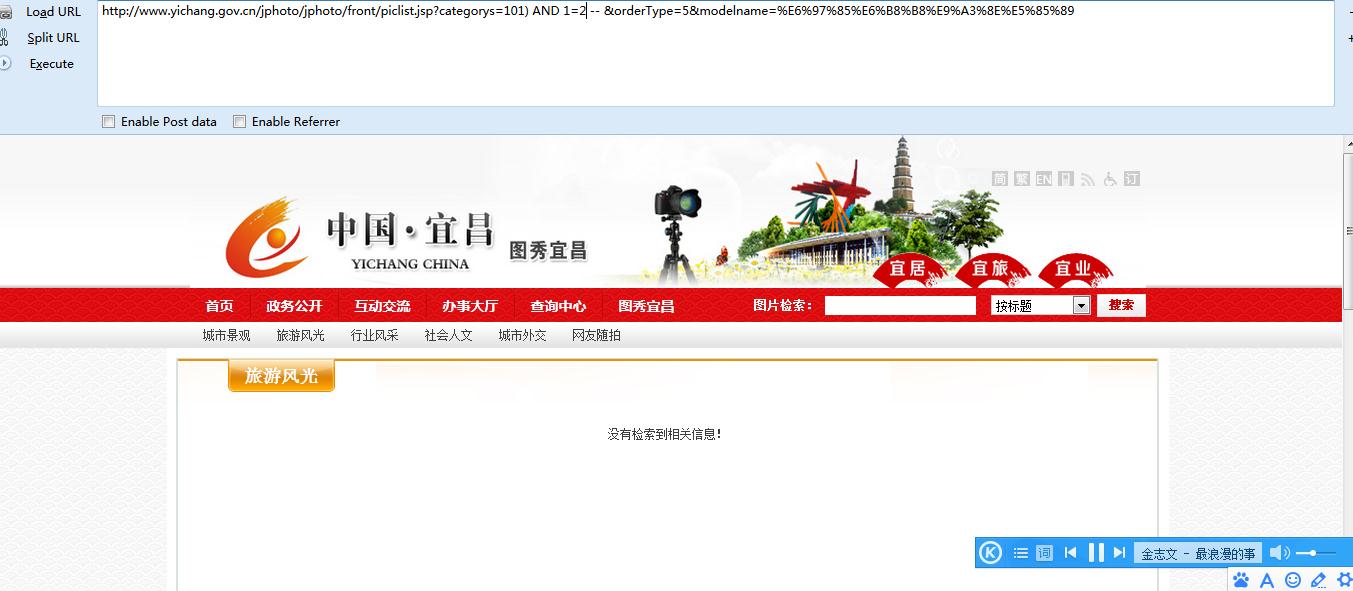 Load URL
http://www.yichang.gov.cn/jphoto/jphoto/front/piclist.jsp?categorys=101) AND 1=2 -- &orderType=5&modelname=%E6%97%85%E6%B8%B8%E9%A3%8E%E5%85%89
Split URL
Execute
Enable Post data Enable Referrer
简 繁 EN 订
中国·宜昌
YICHANG CHINA
图秀宜昌
宜居 宜旅 宜业
首页 政务公开 互动交流 办事大厅 查询中心 图秀宜昌 图片检索: 按标题 搜索
城市景观 旅游风光 行业风采 社会人文 城市外交 网友随拍
旅游风光
没有检索到相关信息!
K 词 金志文 - 最浪漫的事
A